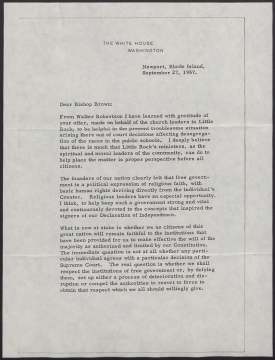 THE WHITE HOUSE
WASHINGTON
Newport, Rhode Island,
September 27, 1957.
Dear Bishop Brown:
From Walter Robertson I have learned with gratitude of
your offer, made on behalf of the church leaders to Little
Rock, to be helpful in the present troublesome situation
arising there out of court decisions affecting desegrega-
tion of the races in the public schools. I deeply believe
that there is much that Little Rock's ministers, as the
spiritual and moral leaders of the community, can do to
help place the matter in proper perspective before all
citizens.
The founders of our nation clearly felt that free govern-
ment is a political expression of religious faith, with
basic human rights deriving directly from the individual's
Creator. Religious leaders have an especial opportunity,
I think, to help keep such a government strong and vital
and continuously devoted to the concepts that inspired the
signers of our Declaration of Independence.
What is now at stake is whether we as citizens of this
great nation will remain faithful to the institutions that
have been provided for us to make effective the will of the
majority as authorized and limited by our Constitution.
The immediate question is not at all whether any parti-
cular individual agrees with a particular decision of the
Supreme Court. The real question is whether we shall
respect the institutions of free government or, by defying
them, set up either a process of deterioration and dis-
ruption or compel the authorities to resort to force to
obtain that respect which we all should willingly give.